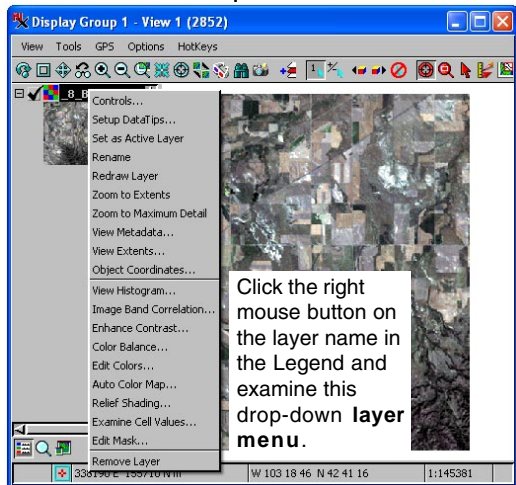 Display Group 1 - View 1 (2852)
View Tools GPS Options HotKeys
_8_B
Controls...
Setup DataTips...
Set as Active Layer
Rename
Redraw Layer
Zoom to Extents
Zoom to Maximum Detail
View Metadata...
View Extents...
Object Coordinates...
View Histogram...
Image Band Correlation...
Enhance Contrast...
Color Balance...
Edit Colors...
Auto Color Map...
Relief Shading...
Examine Cell Values...
Edit Mask...
Remove Layer
Click the right
mouse button on
the layer name in
the Legend and
examine this
drop-down layer
menu.
W 103 18 46 N 42 41 16
1:145381